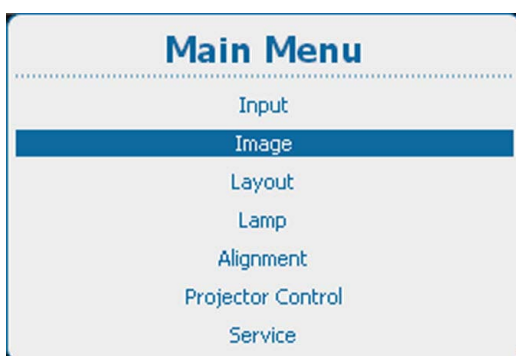 Main Menu
Input
Image
Layout
Lamp
Alignment
Projector Control
Service